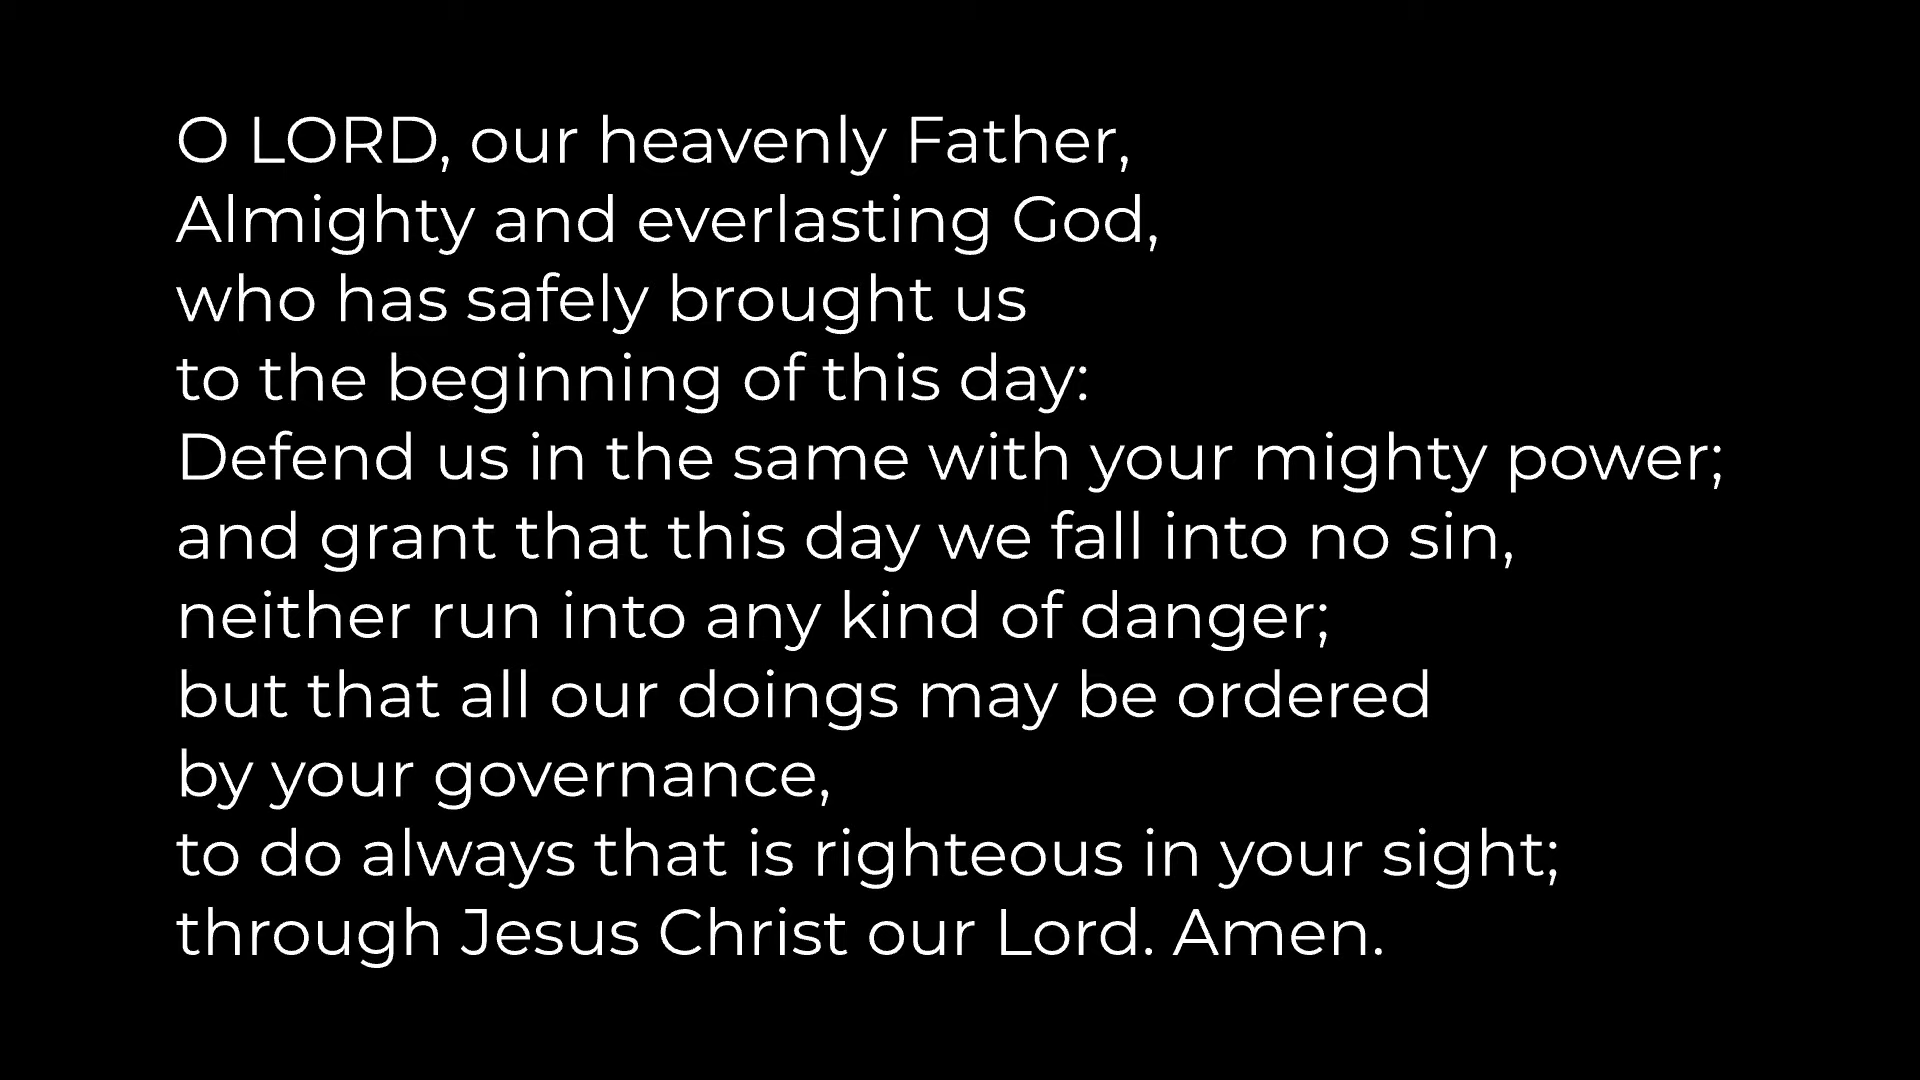 O LORD, our heavenly Father,
Almighty and everlasting God,
who has safely brought us
to the beginning of this day:
Defend us in the same with your mighty power;
and grant that this day we fall into no sin,
neither run into any kind of danger;
but that all our doings may be ordered
by your governance,
to do always that is righteous in your sight;
through Jesus Christ our Lord. Amen.